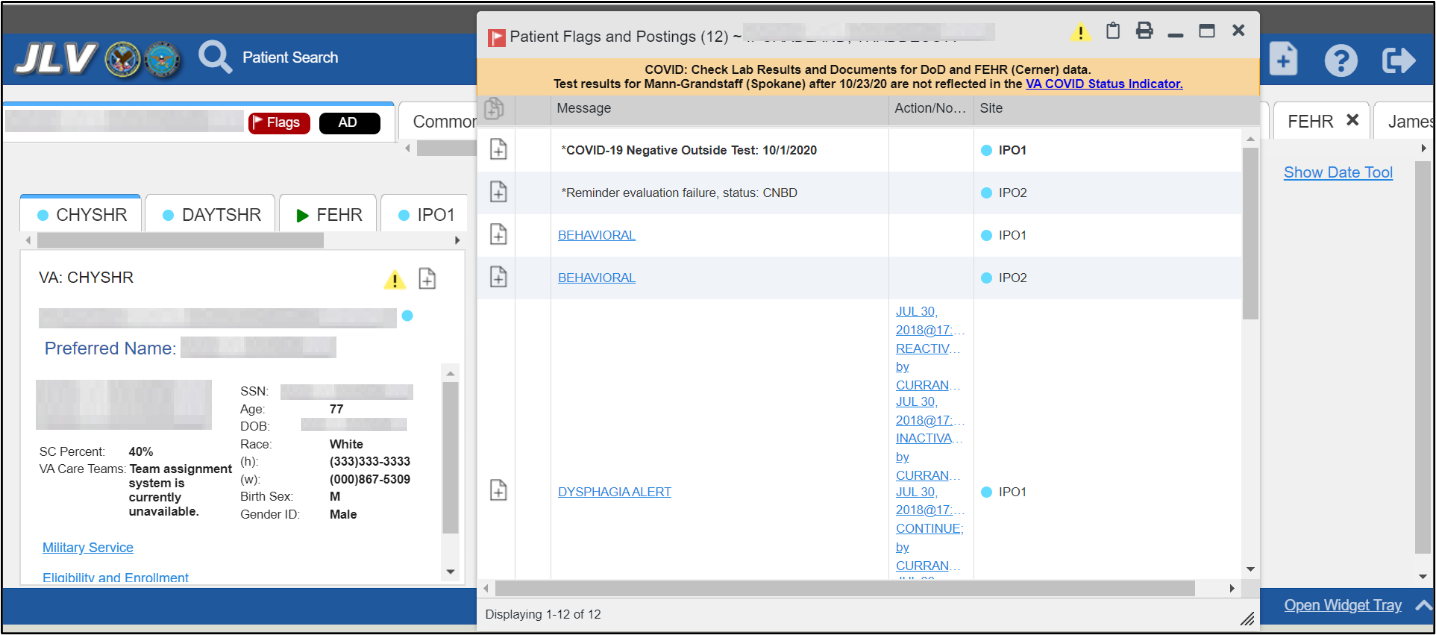 JLV
Patient Search
Flags
AD
Common
CHYSHR
DAYTSHR
FEHR
IPO1
VA: CHYSHR
Preferred Name:
SSN:
Age: 77
DOB:
Race: White
(h): (333)333-3333
(w): (000)867-5309
Birth Sex: M
Gender ID: Male
SC Percent: 40%
VA Care Teams: Team assignment
system is
currently
unavailable.
Military Service
Eligibility and Enrollment
Patient Flags and Postings (12) ~
COVID: Check Lab Results and Documents for DoD and FEHR (Cerner) data.
Test results for Mann-Grandstaff (Spokane) after 10/23/20 are not reflected in the VA COVID Status Indicator.
Message Action/No... Site
*COVID-19 Negative Outside Test: 10/1/2020 IPO1
*Reminder evaluation failure, status: CNBD IPO2
BEHAVIORAL IPO1
BEHAVIORAL IPO2
JUL 30,
2018@17:...
REACTIV...
by
CURRAN...
JUL 30,
2018@17:...
INACTIVA...
by
CURRAN...
DYSPHAGIA ALERT JUL 30, IPO1
2018@17:...
CONTINUE;
by
CURRAN...
Displaying 1-12 of 12
FEHR
James
Show Date Tool
Open Widget Tray